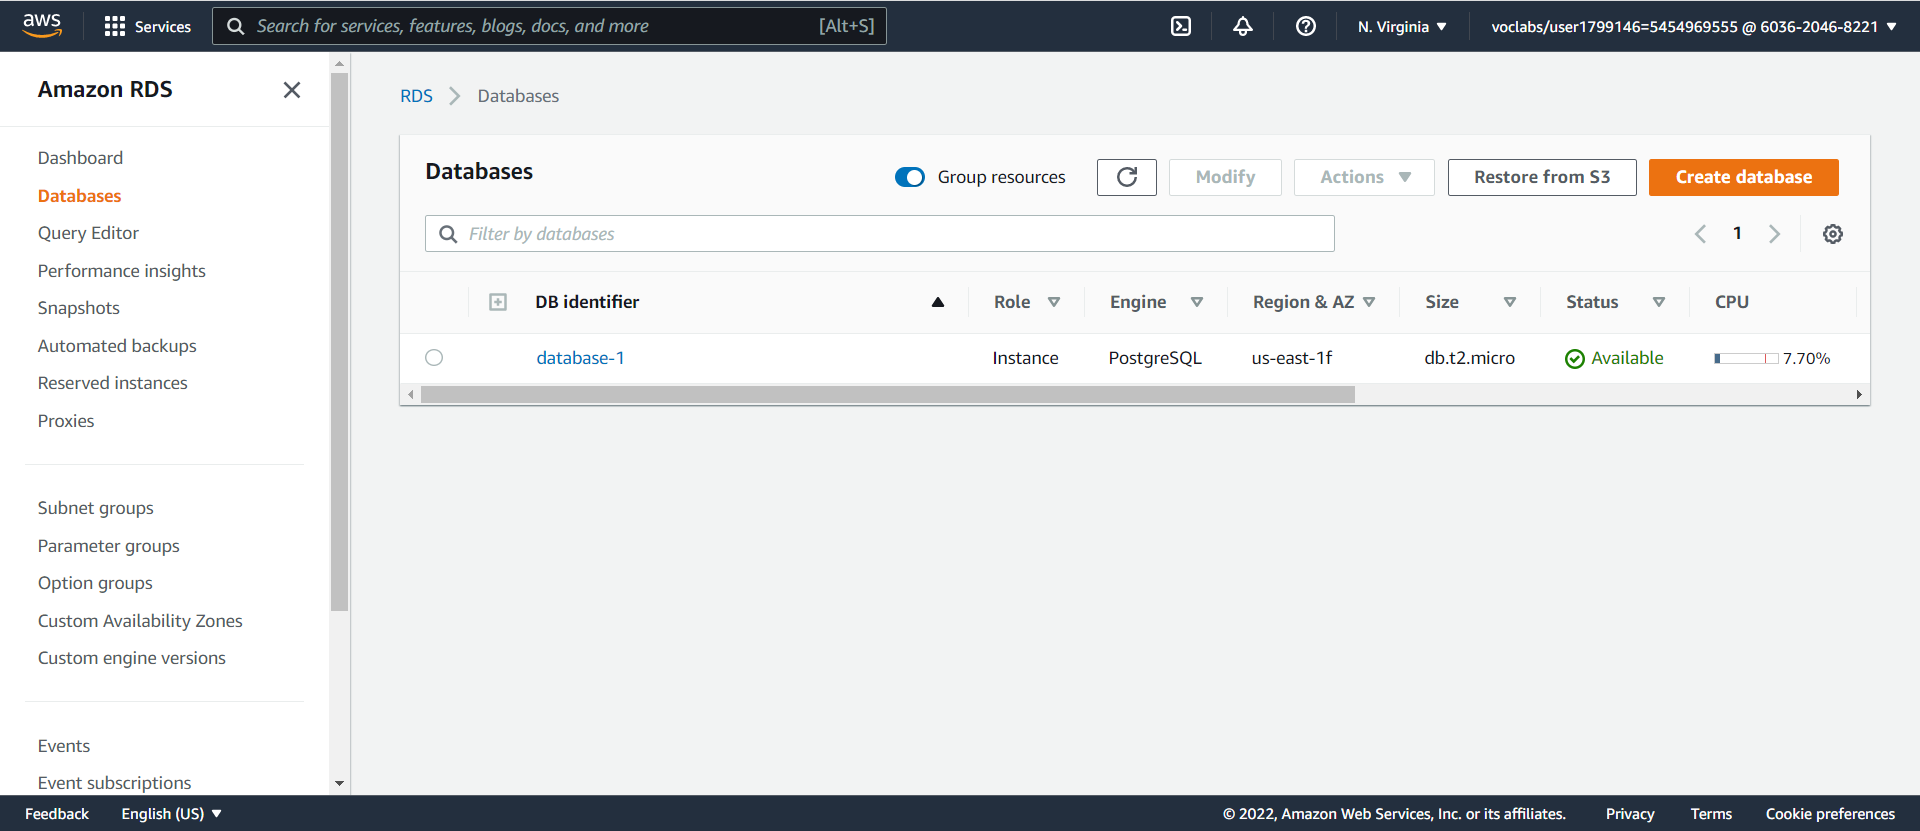 aws Services Search for services, features, blogs, docs, and more [Alt+S] N. Virginia voclabs/user1799146=5454969555 @ 6036-2046-8221
Amazon RDS
Dashboard
Databases
Query Editor
Performance insights
Snapshots
Automated backups
Reserved instances
Proxies
Subnet groups
Parameter groups
Option groups
Custom Availability Zones
Custom engine versions
Events
Event subscriptions
RDS Databases
Databases Group resources Modify Actions Restore from S3 Create database
Filter by databases 1
DB identifier Role Engine Region & AZ Size Status CPU
database-1 Instance PostgreSQL us-east-1f db.t2.micro Available 7.70%
Feedback English (US) © 2022, Amazon Web Services, Inc. or its affiliates. Privacy Terms Cookie preferences